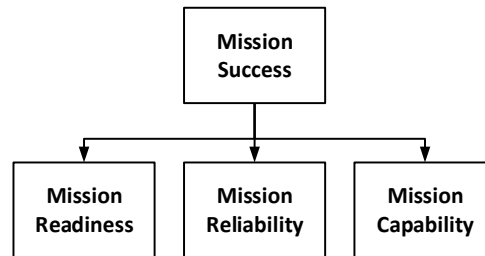 Mission
Success
Mission
Readiness
Mission
Reliability
Mission
Capability